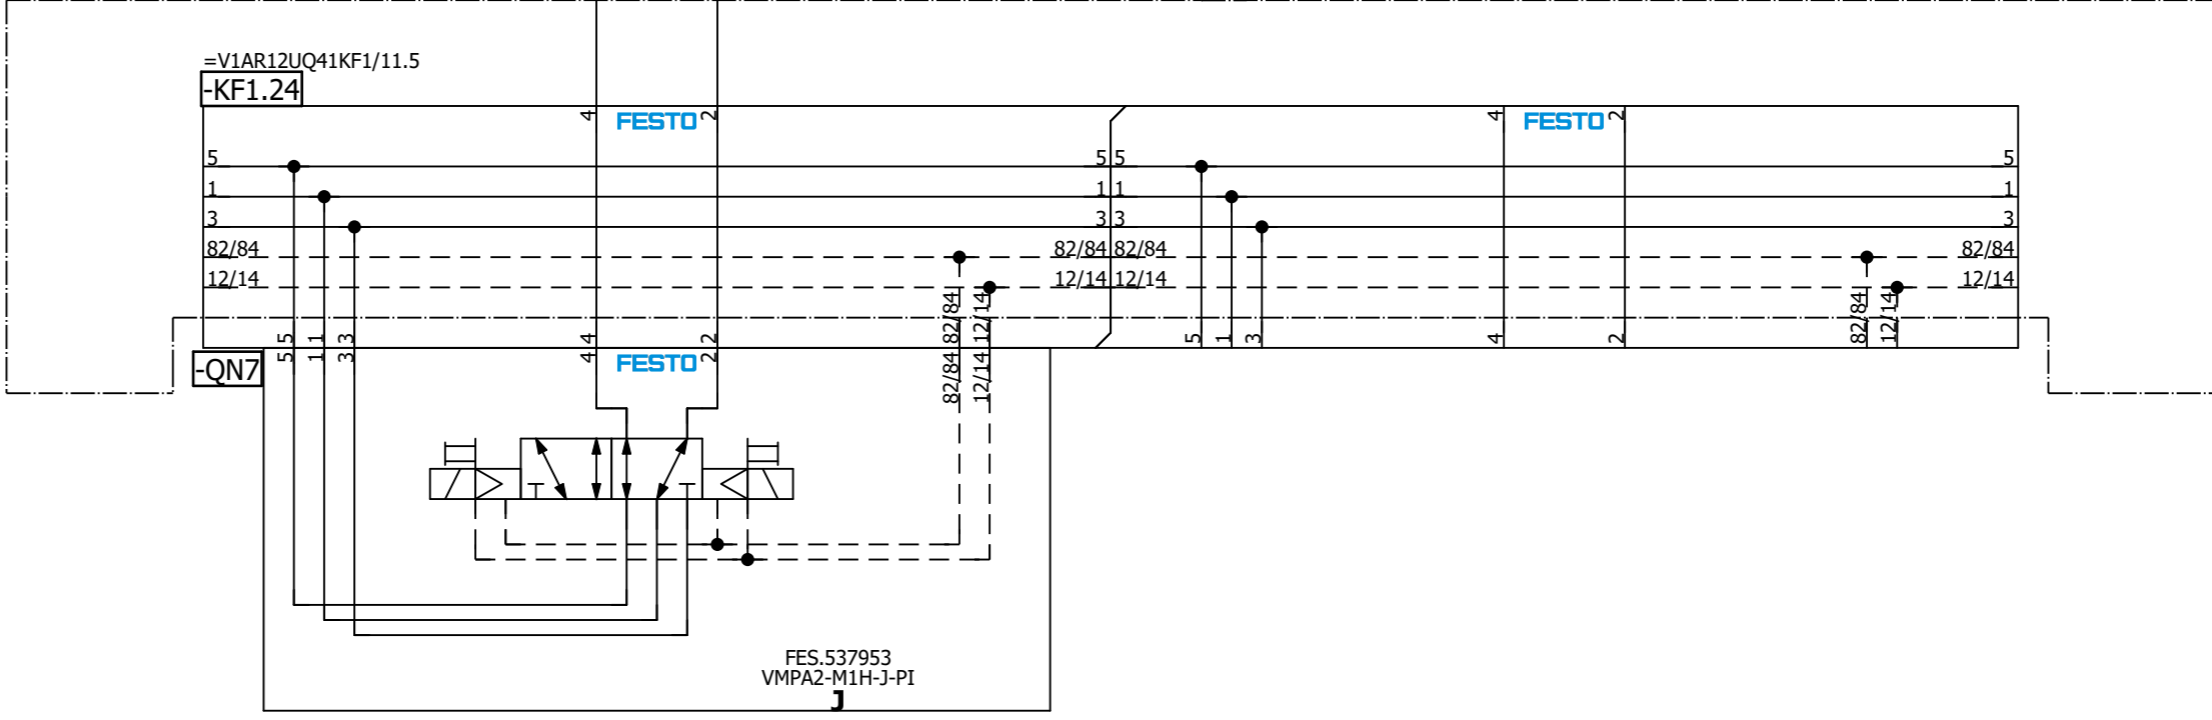 =V1AR12UQ41KF1/11.5
-KF1.24
4 FESTO 2 4 FESTO 2
5 5 5 5
1 1 1 1
3 3 3 3
82/84 82/84 82/84 82/84
12/14 12/14 12/14 12/14
5 1 3 4 2 82/84 12/14 5 1 3 4 2 82/84 12/14
-QN7
5 1 3 4 FESTO 2 82/84 12/14
FES.537953
VMPA2-M1H-J-PI
J